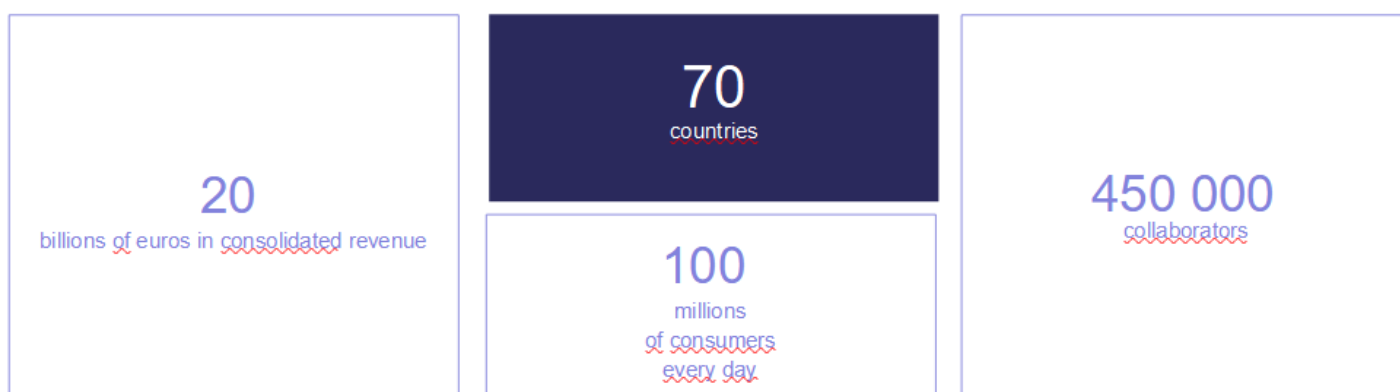 20
billions of euros in consolidated revenue
70
countries
100
millions
of consumers
every day
450 000
collaborators